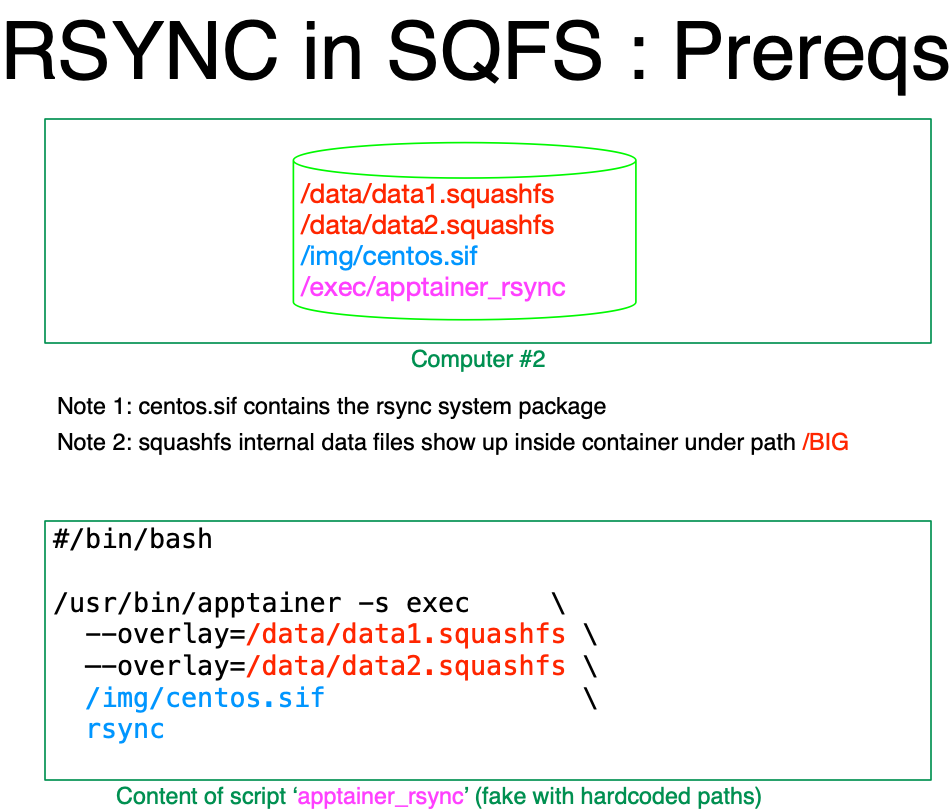 RSYNC in SQFS : Prereqs
/data/data1.squashfs
/data/data2.squashfs
/img/centos.sif
/exec/apptainer_rsync
Computer #2
Note 1: centos.sif contains the rsync system package
Note 2: squashfs internal data files show up inside container under path /BIG
#/bin/bash
/usr/bin/apptainer -s exec \
--overlay=/data/data1.squashfs \
--overlay=/data/data2.squashfs \
/img/centos.sif \
rsync
Content of script ‘apptainer_rsync’ (fake with hardcoded paths)